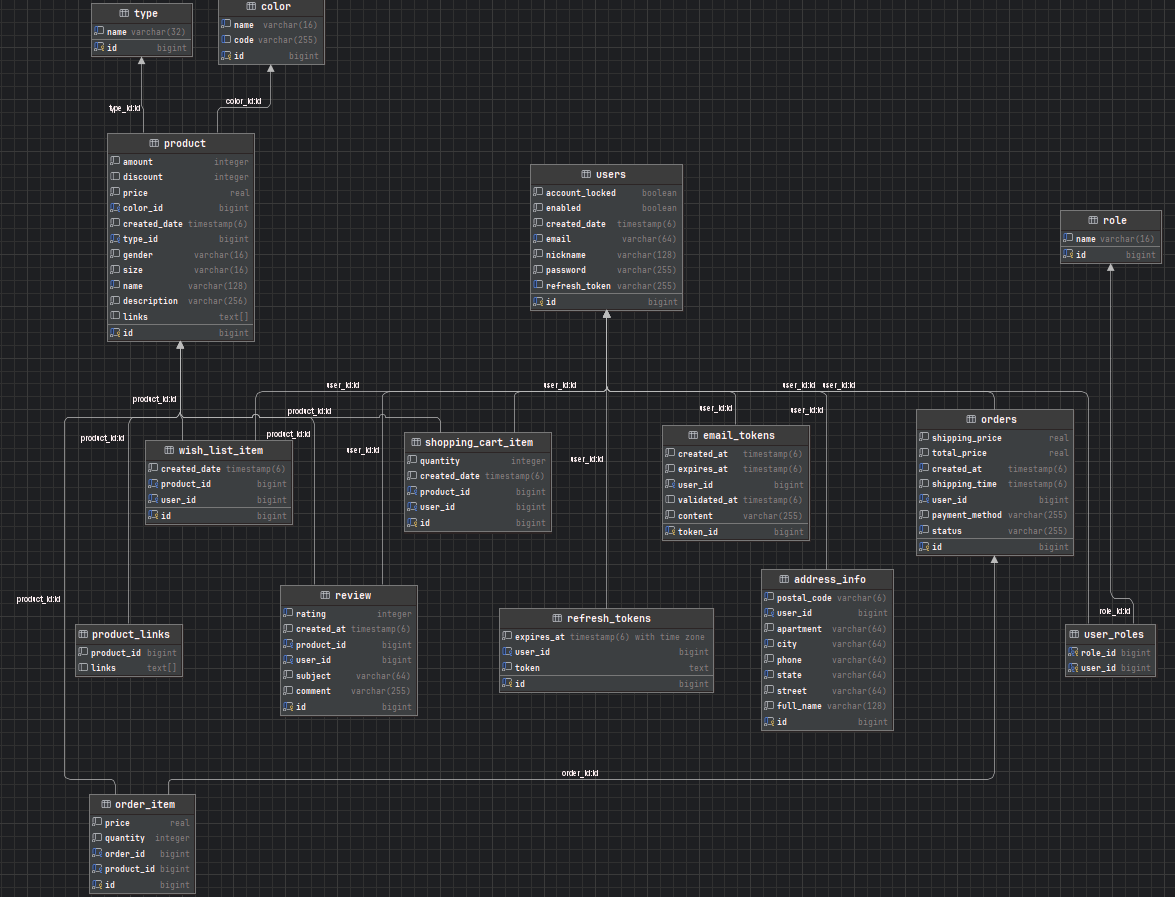 type
name varchar(32)
id bigint
color
name varchar(16)
code varchar(255)
id bigint
type_id:id
color_id:id
product
amount integer
discount integer
price real
color_id bigint
created_date timestamp(6)
type_id bigint
gender varchar(16)
size varchar(16)
name varchar(128)
description varchar(256)
links text[]
id bigint
users
account_locked boolean
enabled boolean
created_date timestamp(6)
email varchar(64)
nickname varchar(128)
password varchar(255)
refresh_token varchar(255)
id bigint
role
name varchar(16)
id bigint
user_id:id
user_id:id
user_id:id
user_id:id
product_id:id
product_id:id
user_id:id
user_id:id
product_id:id
product_id:id
user_id:id
user_id:id
wish_list_item
created_date timestamp(6)
product_id bigint
user_id bigint
id bigint
shopping_cart_item
quantity integer
created_date timestamp(6)
product_id bigint
user_id bigint
id bigint
email_tokens
created_at timestamp(6)
expires_at timestamp(6)
user_id bigint
validated_at timestamp(6)
content varchar(255)
token_id bigint
orders
shipping_price real
total_price real
created_at timestamp(6)
shipping_time timestamp(6)
user_id bigint
payment_method varchar(255)
status varchar(255)
id bigint
product_id:id
product_links
product_id bigint
links text[]
review
rating integer
created_at timestamp(6)
product_id bigint
user_id bigint
subject varchar(64)
comment varchar(255)
id bigint
refresh_tokens
expires_at timestamp(6) with time zone
user_id bigint
token text
id bigint
address_info
postal_code varchar(6)
user_id bigint
apartment varchar(64)
city varchar(64)
phone varchar(64)
state varchar(64)
street varchar(64)
full_name varchar(128)
id bigint
role_id:id
user_roles
role_id bigint
user_id bigint
order_id:id
order_item
price real
quantity integer
order_id bigint
product_id bigint
id bigint